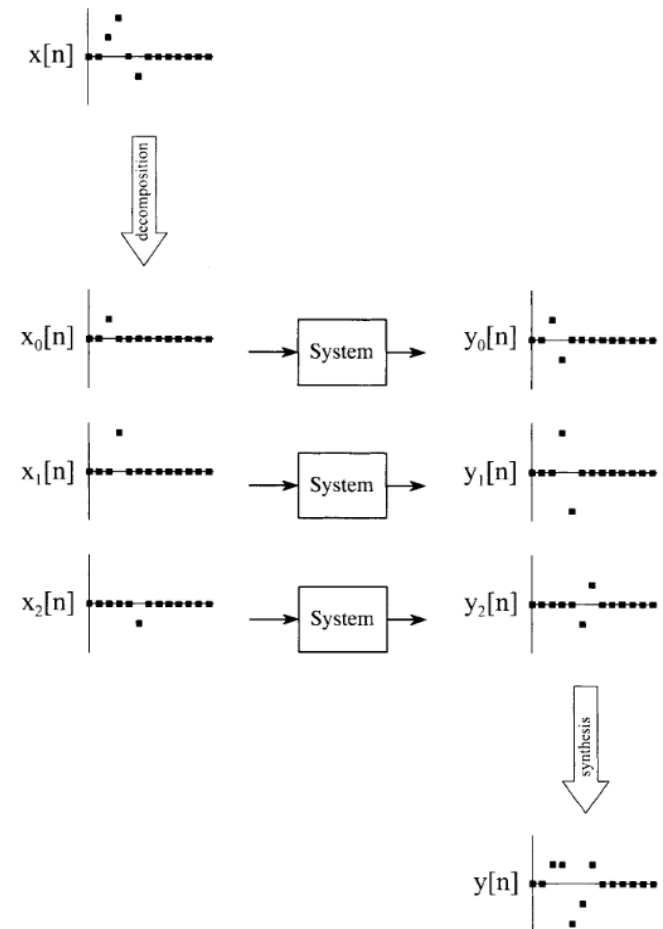 x[n]
decomposition
x₀[n]
System
y₀[n]
x₁[n]
System
y₁[n]
x₂[n]
System
y₂[n]
synthesis
y[n]